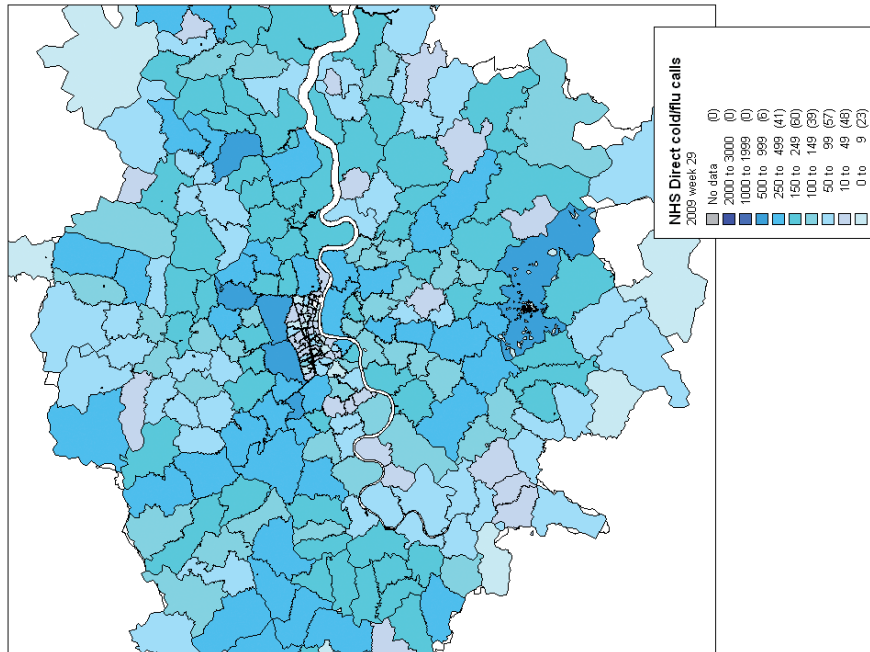 NHS Direct cold/flu calls
2009 week 29
No data (0)
2000 to 3000 (0)
1000 to 1999 (0)
500 to 999 (6)
250 to 499 (41)
150 to 249 (60)
100 to 149 (39)
50 to 99 (57)
10 to 49 (48)
0 to 9 (23)